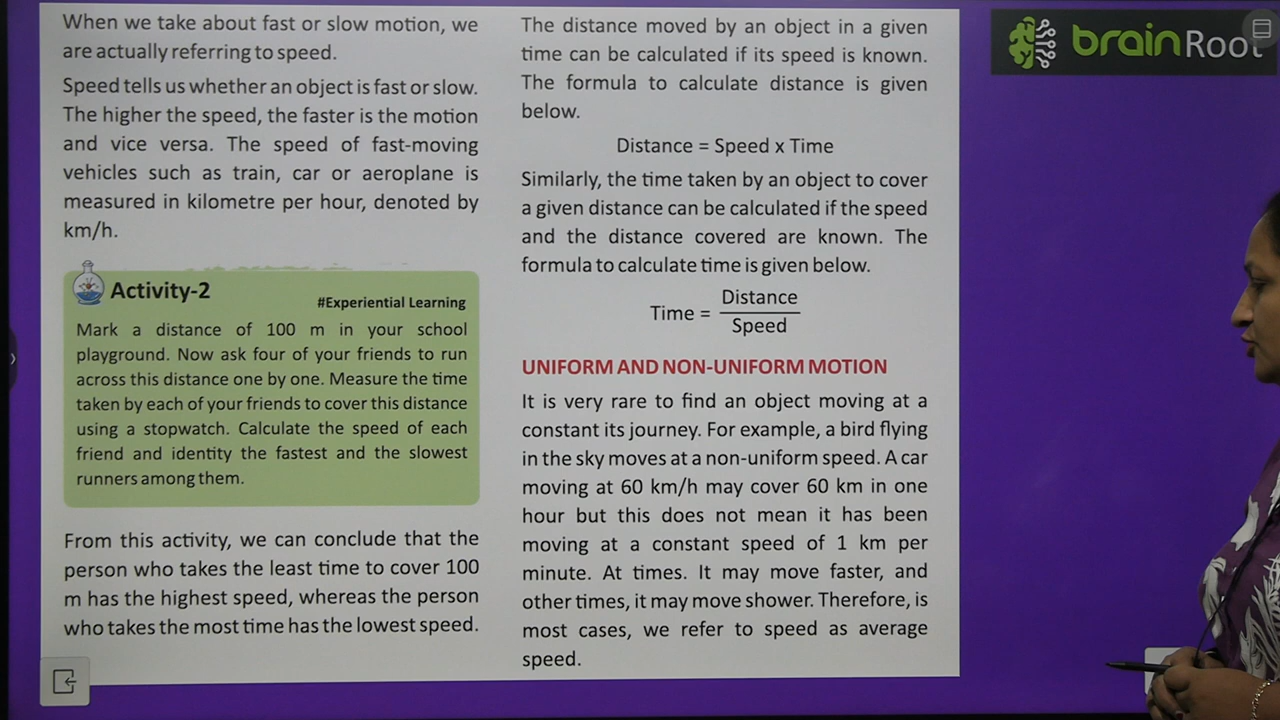 When we take about fast or slow motion, we
are actually referring to speed.
Speed tells us whether an object is fast or slow.
The higher the speed, the faster is the motion
and vice versa. The speed of fast-moving
vehicles such as train, car or aeroplane is
measured in kilometre per hour, denoted by
km/h.
Activity-2
#Experiential Learning
Mark a distance of 100 m in your school
playground. Now ask four of your friends to run
across this distance one by one. Measure the time
taken by each of your friends to cover this distance
using a stopwatch. Calculate the speed of each
friend and identity the fastest and the slowest
runners among them.
From this activity, we can conclude that the
person who takes the least time to cover 100
m has the highest speed, whereas the person
who takes the most time has the lowest speed.
The distance moved by an object in a given
time can be calculated if its speed is known.
The formula to calculate distance is given
below.
Distance = Speed x Time
Similarly, the time taken by an object to cover
a given distance can be calculated if the speed
and the distance covered are known. The
formula to calculate time is given below.
Time = Distance
Speed
UNIFORM AND NON-UNIFORM MOTION
It is very rare to find an object moving at a
constant its journey. For example, a bird flying
in the sky moves at a non-uniform speed. A car
moving at 60 km/h may cover 60 km in one
hour but this does not mean it has been
moving at a constant speed of 1 km per
minute. At times. It may move faster, and
other times, it may move shower. Therefore, is
most cases, we refer to speed as average
speed.
brainRoot